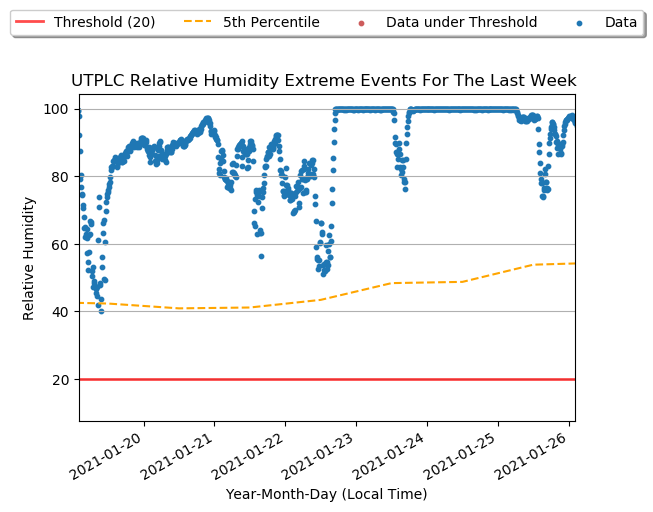 Threshold (20) 5th Percentile Data under Threshold Data
UTPLC Relative Humidity Extreme Events For The Last Week
100
80
60
40
20
Relative Humidity
2021-01-20 2021-01-21 2021-01-22 2021-01-23 2021-01-24 2021-01-25 2021-01-26
Year-Month-Day (Local Time)